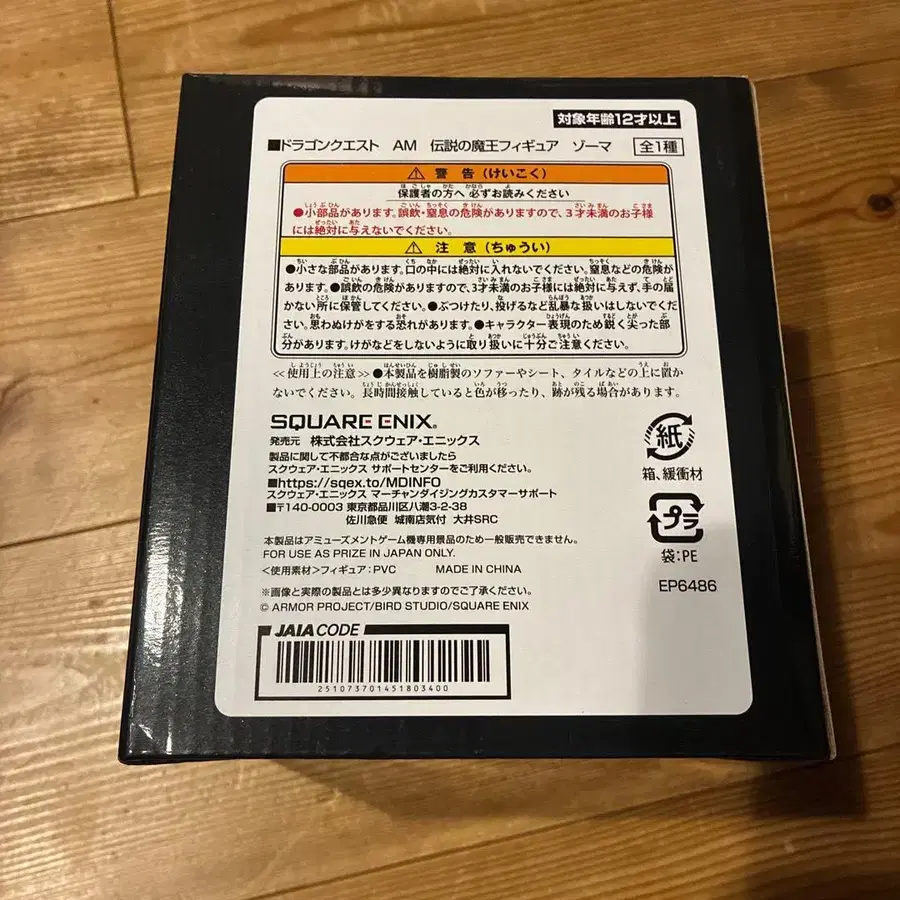 対象年齢12才以上
■ドラゴンクエスト AM 伝説の魔王フィギュア ゾーマ 全1種
⚠ 警 告 (けいこく)
保護者の方へ 必ずお読みください
●小部品があります。誤飲・窒息の危険がありますので、3才未満のお子様
には絶対に与えないでください。
⚠ 注 意 (ちゅうい)
●小さな部品があります。口の中には絶対に入れないでください。窒息などの危険が
あります。●誤飲の危険がありますので、3才未満のお子様には絶対に与えず、手の届
かない所に保管してください。●ぶつけたり、投げるなど乱暴な扱いはしないでくだ
さい。思わぬけがをする恐れがあります。●キャラクター表現のため鋭く尖った部
分があります。けがなどをしないように取り扱いに十分ご注意ください。
≪使用上の注意≫●本製品を樹脂製のソファーやシート、タイルなどの上に置か
ないでください。長時間接触していると色が移ったり、跡が残る場合があります。
SQUARE ENIX®
発売元 株式会社スクウェア・エニックス
製品に関して不都合な点がございましたら
スクウェア・エニックス サポートセンターをご利用ください。
■https://sqex.to/MDINFO
スクウェア・エニックス マーチャンダイジングカスタマーサポート
■〒140-0003 東京都品川区八潮3-2-38
佐川急便 城南店気付 大井SRC
紙
箱、緩衝材
プラ
袋:PE
本製品はアミューズメントゲーム機専用景品のため一般販売できません。
FOR USE AS PRIZE IN JAPAN ONLY.
<使用素材>フィギュア:PVC MADE IN CHINA
EP6486
※画像と実際の製品とは多少異なりますのでご了承ください。
© ARMOR PROJECT/BIRD STUDIO/SQUARE ENIX
JAIA CODE
251073701451803400